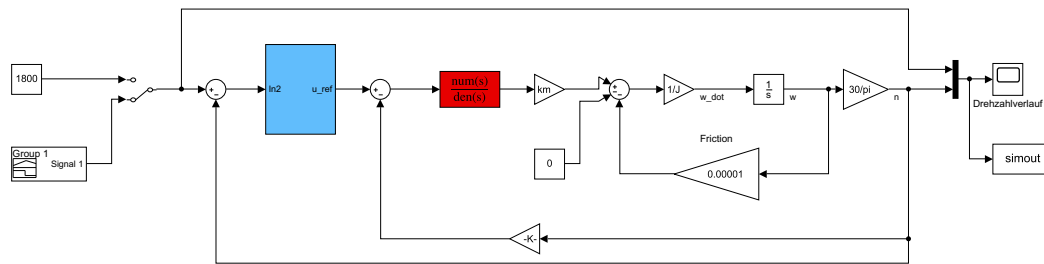 1800
Group 1
Signal 1
+
−
In2
u_ref
+
−
num(s)
den(s)
km
0
+
−
−
1/J
w_dot
1
s
w
30/pi
n
Friction
0.00001
-K-
Drehzahlverlauf
simout